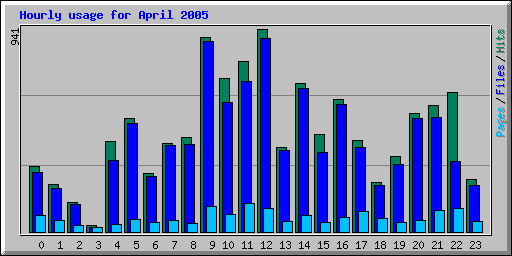 Hourly usage for April 2005
941
Pages / Files / Hits
0 1 2 3 4 5 6 7 8 9 10 11 12 13 14 15 16 17 18 19 20 21 22 23